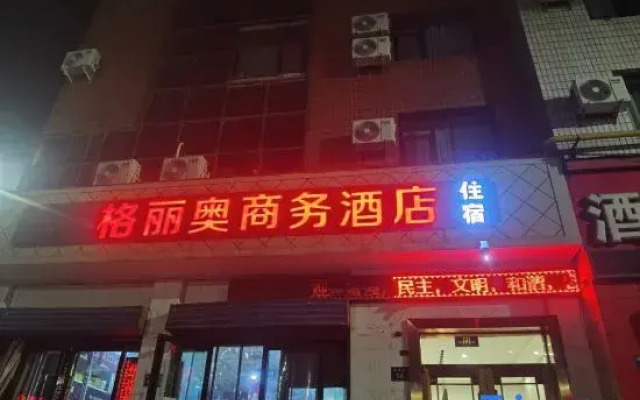 格丽奥商务酒店
住宿
民主，文明，和谐，
酒